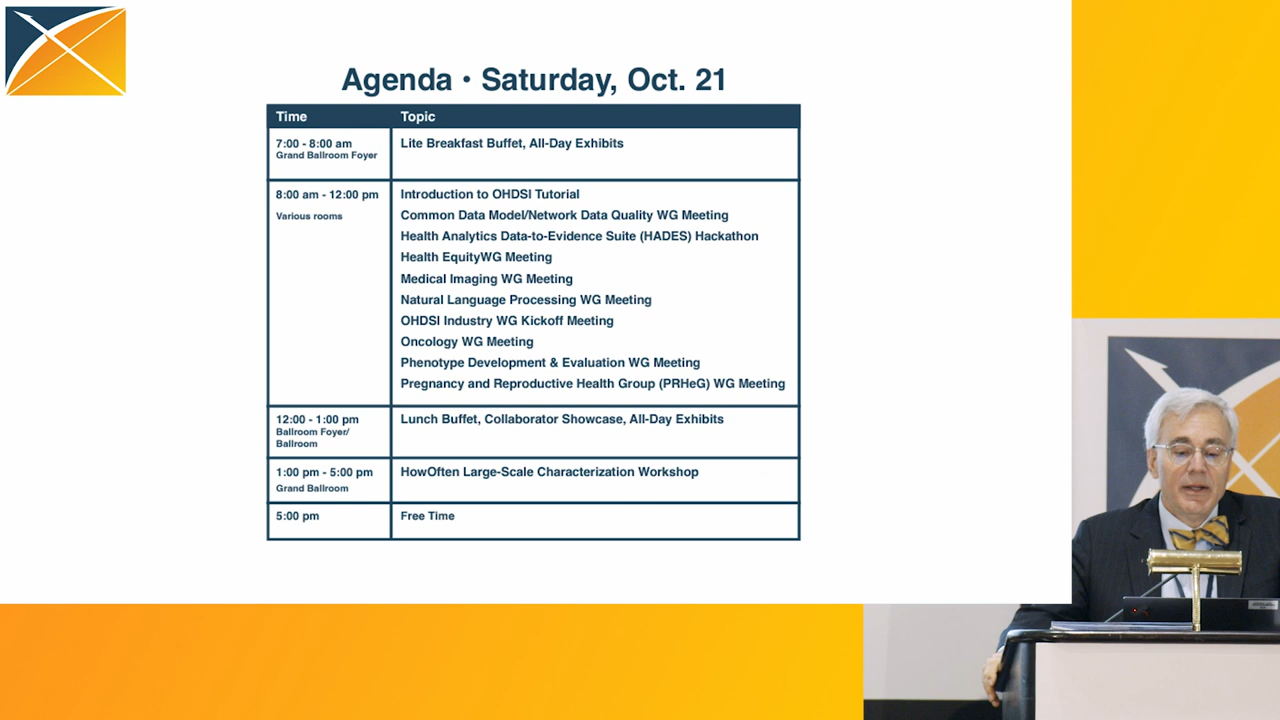 Agenda • Saturday, Oct. 21
Time Topic
7:00 - 8:00 am Lite Breakfast Buffet, All-Day Exhibits
Grand Ballroom Foyer
8:00 am - 12:00 pm Introduction to OHDSI Tutorial
Various rooms Common Data Model/Network Data Quality WG Meeting
Health Analytics Data-to-Evidence Suite (HADES) Hackathon
Health EquityWG Meeting
Medical Imaging WG Meeting
Natural Language Processing WG Meeting
OHDSI Industry WG Kickoff Meeting
Oncology WG Meeting
Phenotype Development & Evaluation WG Meeting
Pregnancy and Reproductive Health Group (PRHeG) WG Meeting
12:00 - 1:00 pm Lunch Buffet, Collaborator Showcase, All-Day Exhibits
Ballroom Foyer/
Ballroom
1:00 pm - 5:00 pm HowOften Large-Scale Characterization Workshop
Grand Ballroom
5:00 pm Free Time